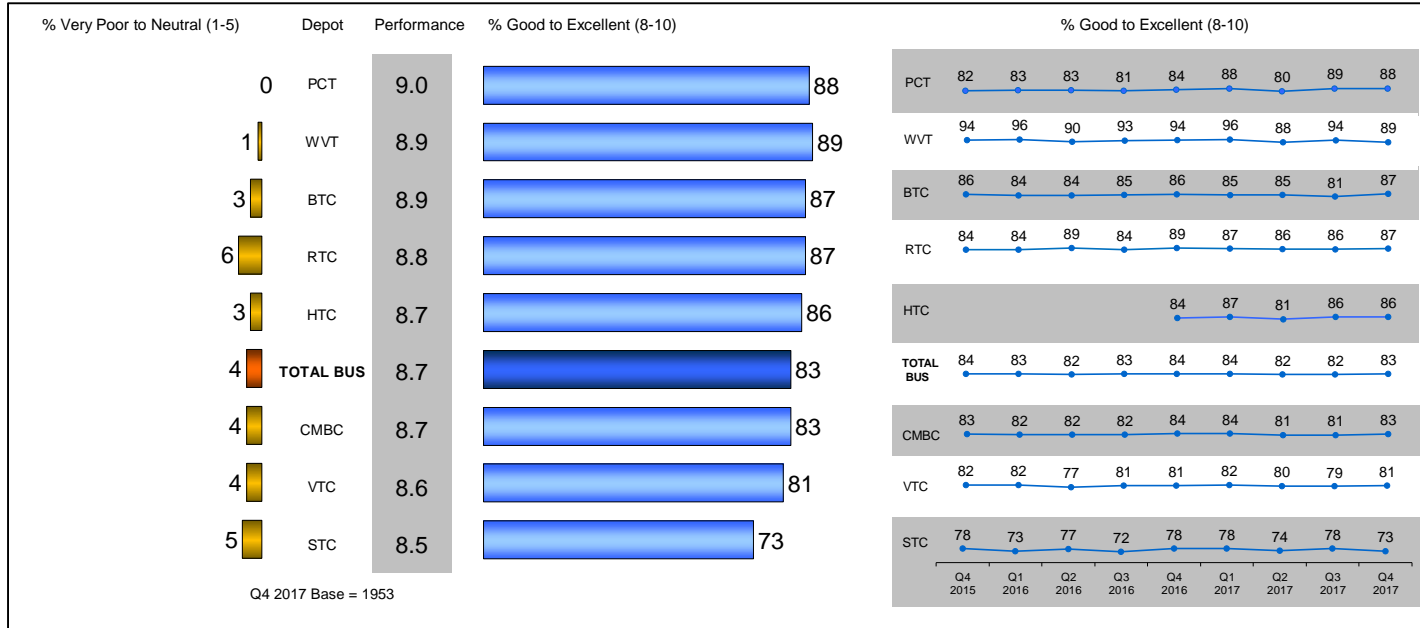 % Very Poor to Neutral (1-5) Depot Performance % Good to Excellent (8-10)
0 PCT 9.0 88
1 WVT 8.9 89
3 BTC 8.9 87
6 RTC 8.8 87
3 HTC 8.7 86
4 TOTAL BUS 8.7 83
4 CMBC 8.7 83
4 VTC 8.6 81
5 STC 8.5 73
Q4 2017 Base = 1953
% Good to Excellent (8-10)
PCT 82 83 83 81 84 88 80 89 88
WVT 94 96 90 93 94 96 88 94 89
BTC 86 84 84 85 86 85 85 81 87
RTC 84 84 89 84 89 87 86 86 87
HTC 84 87 81 86 86
TOTAL
BUS 84 83 82 83 84 84 82 82 83
CMBC 83 82 82 82 84 84 81 81 83
VTC 82 82 77 81 81 82 80 79 81
STC 78 73 77 72 78 78 74 78 73
Q4 Q1 Q2 Q3 Q4 Q1 Q2 Q3 Q4
2015 2016 2016 2016 2016 2017 2017 2017 2017